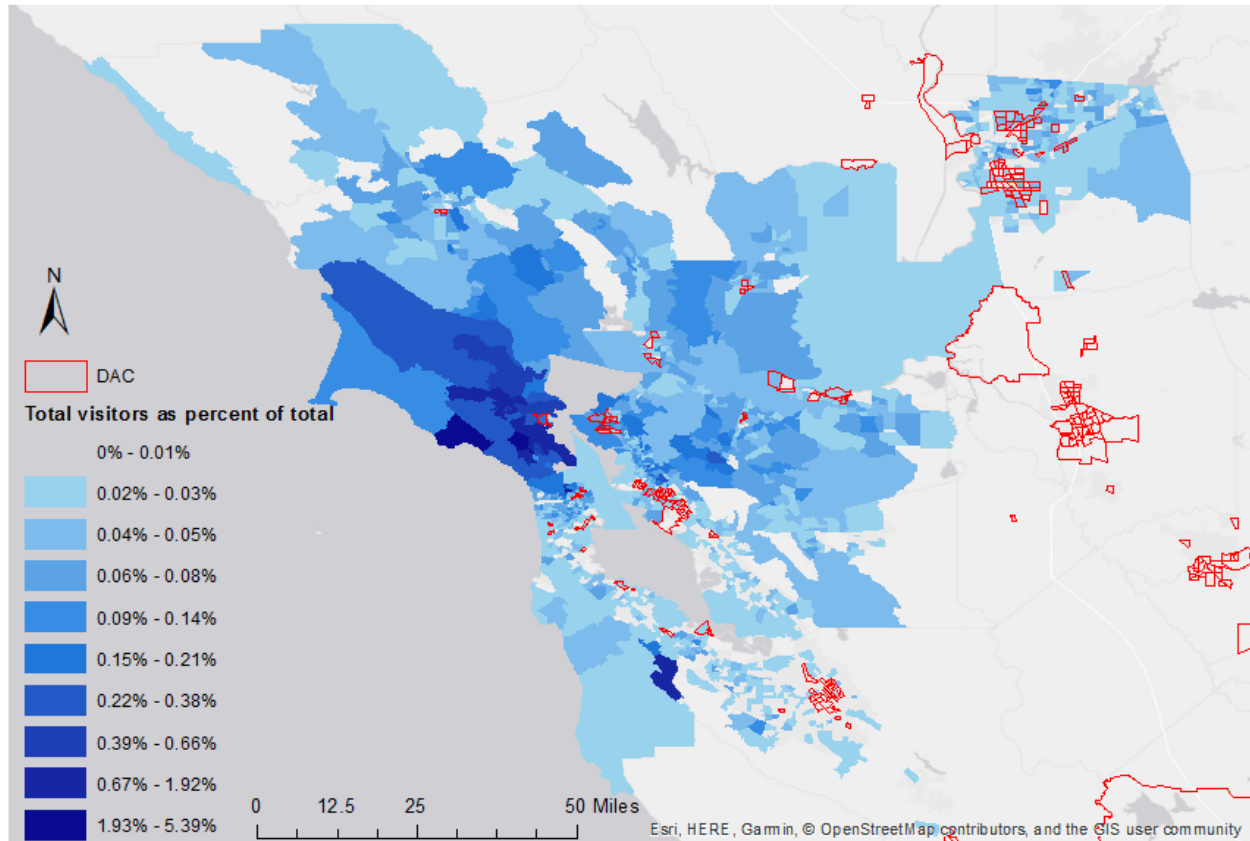 N
DAC
Total visitors as percent of total
0% - 0.01%
0.02% - 0.03%
0.04% - 0.05%
0.06% - 0.08%
0.09% - 0.14%
0.15% - 0.21%
0.22% - 0.38%
0.39% - 0.66%
0.67% - 1.92%
1.93% - 5.39%
0 12.5 25 50 Miles
Esri, HERE, Garmin, © OpenStreetMap contributors, and the GIS user community